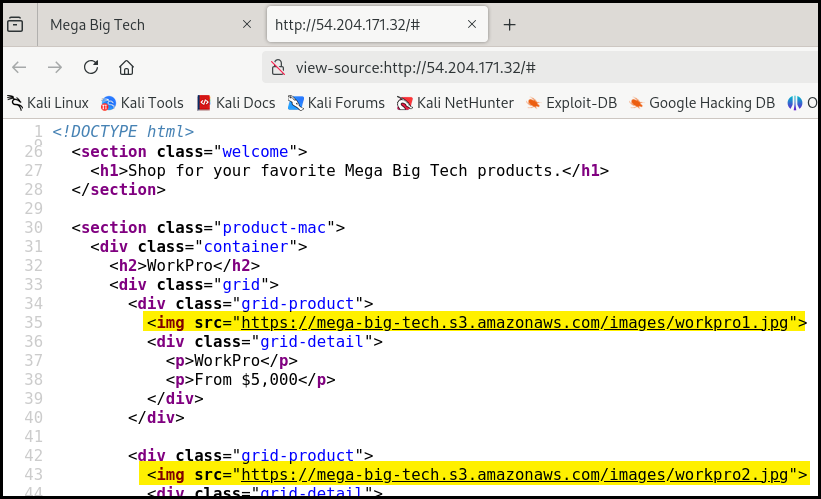 Mega Big Tech × http://54.204.171.32/# × +
view-source:http://54.204.171.32/#
Kali Linux Kali Tools Kali Docs Kali Forums Kali NetHunter Exploit-DB Google Hacking DB O
1 <!DOCTYPE html>
26 <section class="welcome">
27 <h1>Shop for your favorite Mega Big Tech products.</h1>
28 </section>
29
30 <section class="product-mac">
31 <div class="container">
32 <h2>WorkPro</h2>
33 <div class="grid">
34 <div class="grid-product">
35 <img src="https://mega-big-tech.s3.amazonaws.com/images/workpro1.jpg">
36 <div class="grid-detail">
37 <p>WorkPro</p>
38 <p>From $5,000</p>
39 </div>
40 </div>
41
42 <div class="grid-product">
43 <img src="https://mega-big-tech.s3.amazonaws.com/images/workpro2.jpg">
44 <div class="grid-detail">